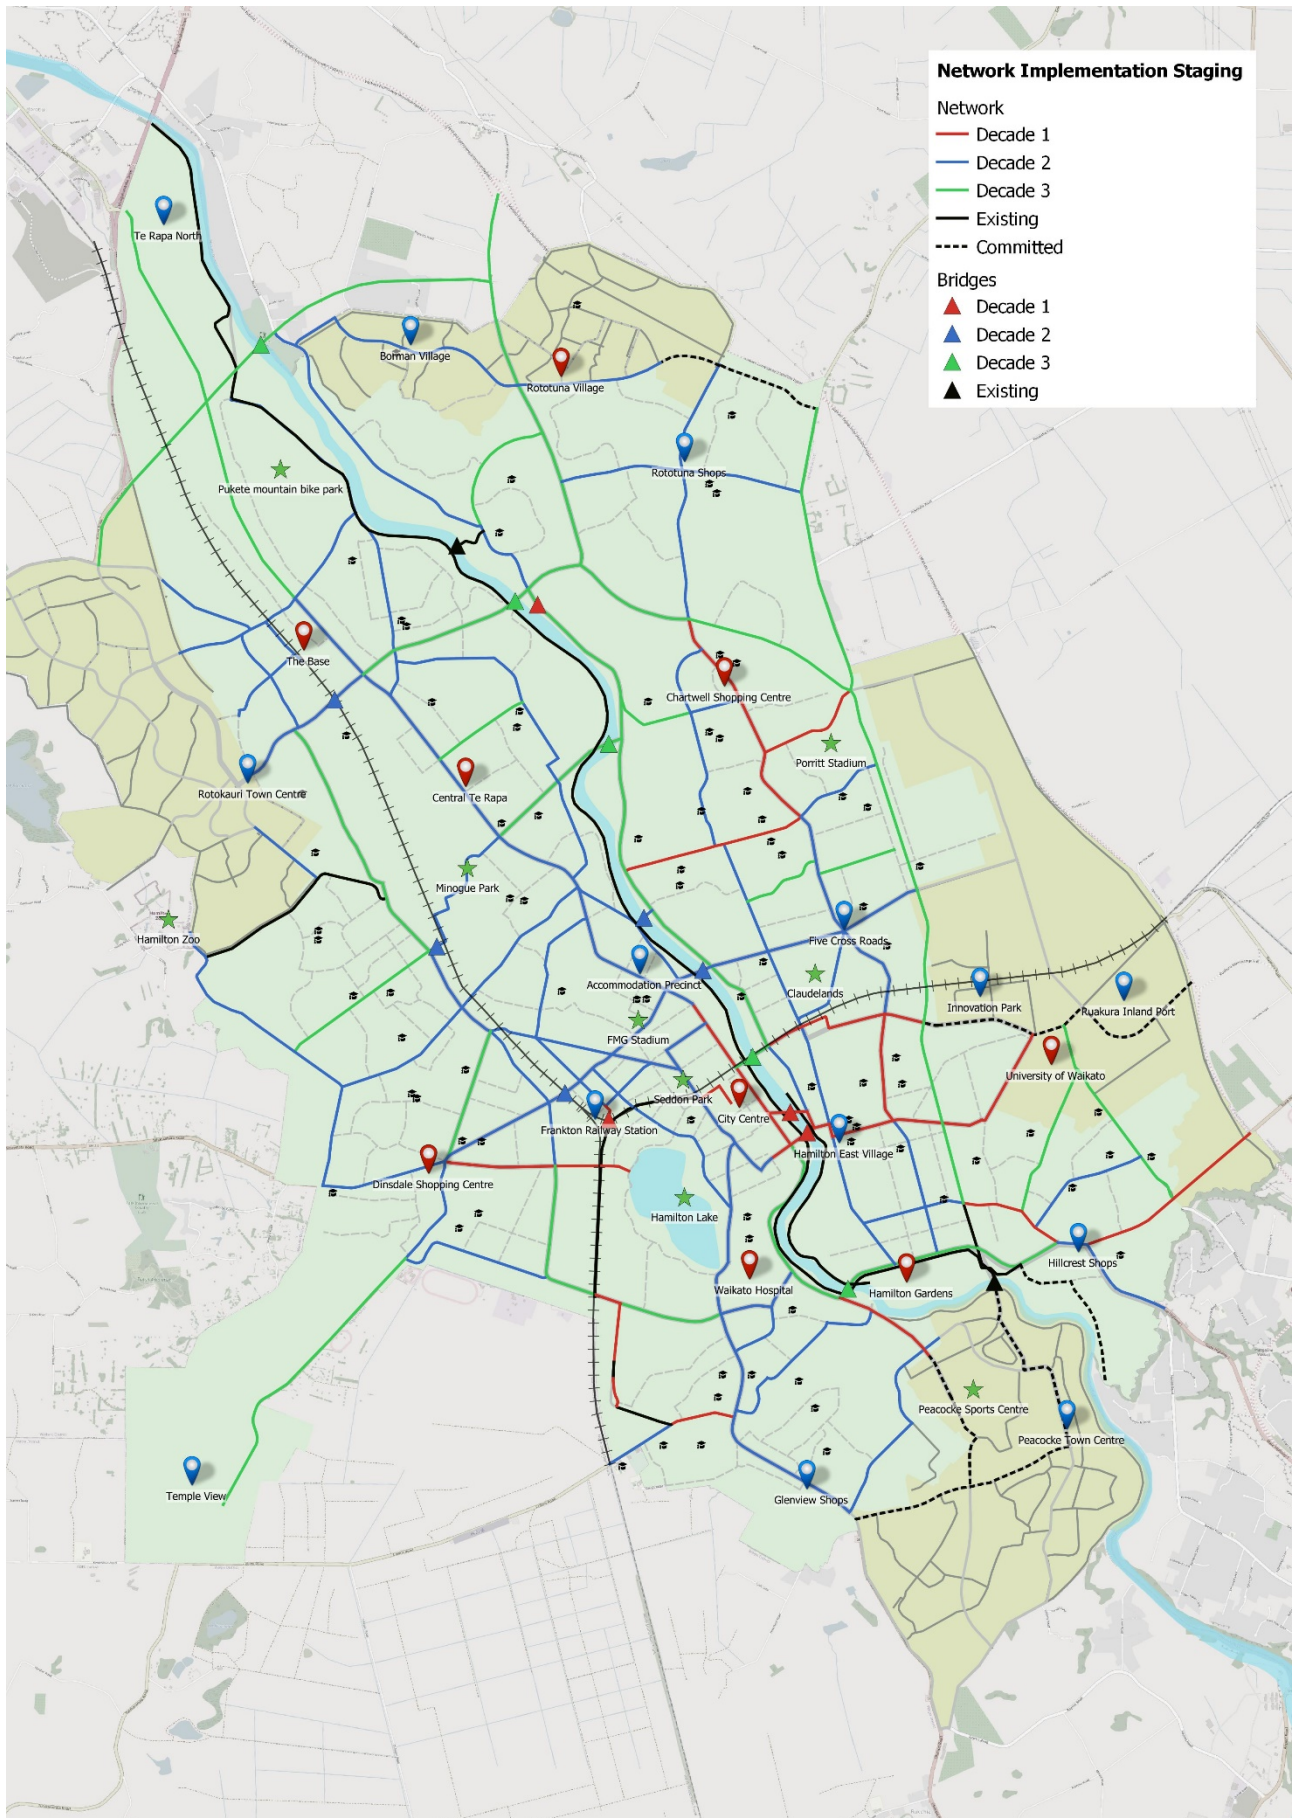 Network Implementation Staging
Network
Decade 1
Decade 2
Decade 3
Existing
Committed
Bridges
Decade 1
Decade 2
Decade 3
Existing
Te Rapa North
Borman Village
Rototuna Village
Rototuna Shops
Pukete mountain bike park
The Base
Chartwell Shopping Centre
Porritt Stadium
Rotokauri Town Centre
Central Te Rapa
Minogue Park
Hamilton Zoo
Five Cross Roads
Accommodation Precinct
Claudelands
Innovation Park
Ruakura Inland Port
FMG Stadium
University of Waikato
Seddon Park
City Centre
Frankton Railway Station
Hamilton East Village
Dinsdale Shopping Centre
Hamilton Lake
Hillcrest Shops
Waikato Hospital
Hamilton Gardens
Peacocke Sports Centre
Peacocke Town Centre
Temple View
Glenview Shops